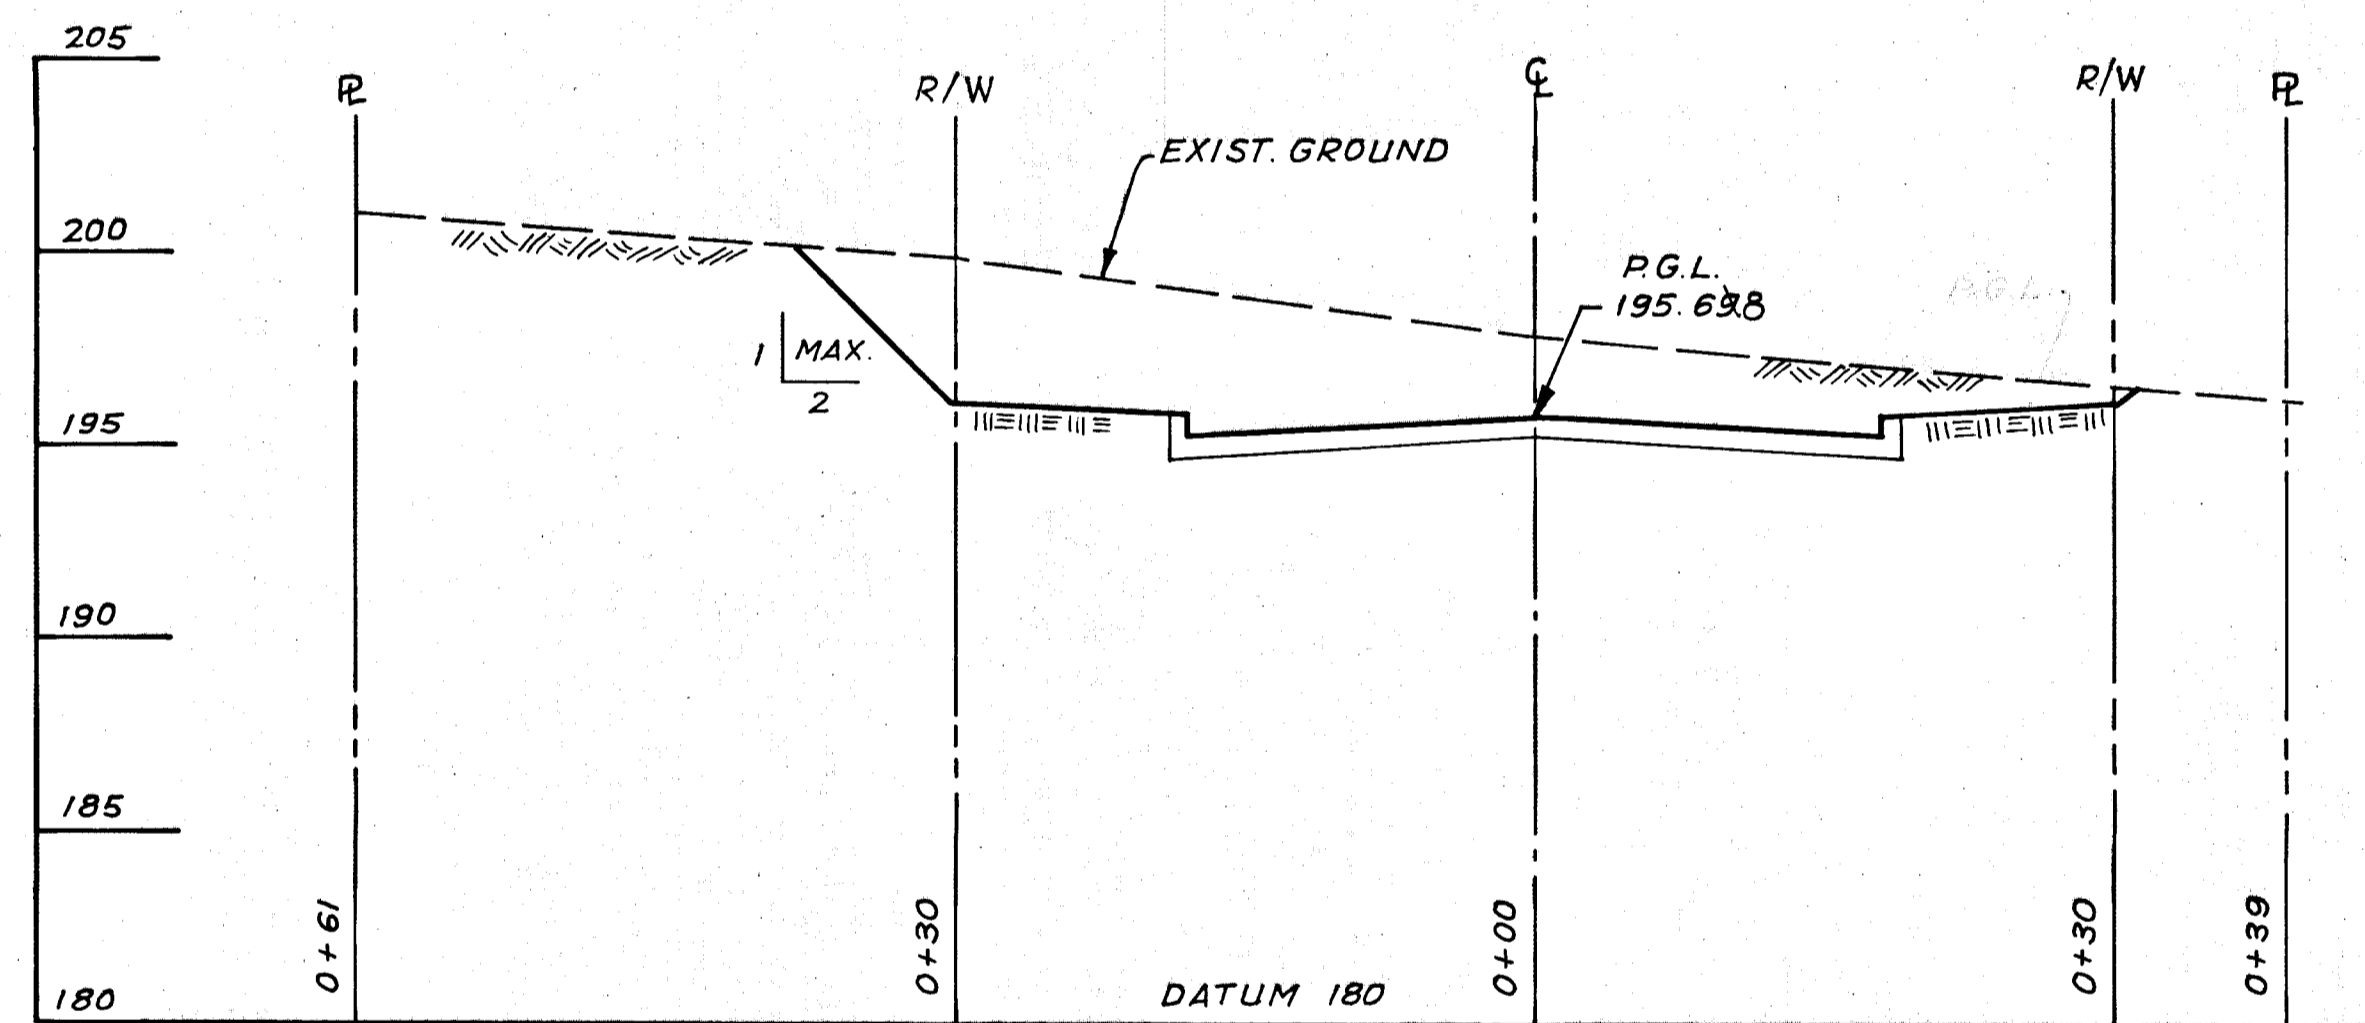 205
℄
R/W
R/W
PL
PL
EXIST. GROUND
200
P.G.L.
195.698
P.G.L.
1 MAX.
2
195
190
185
0+61
0+30
0+00
0+30
0+39
180
DATUM 180